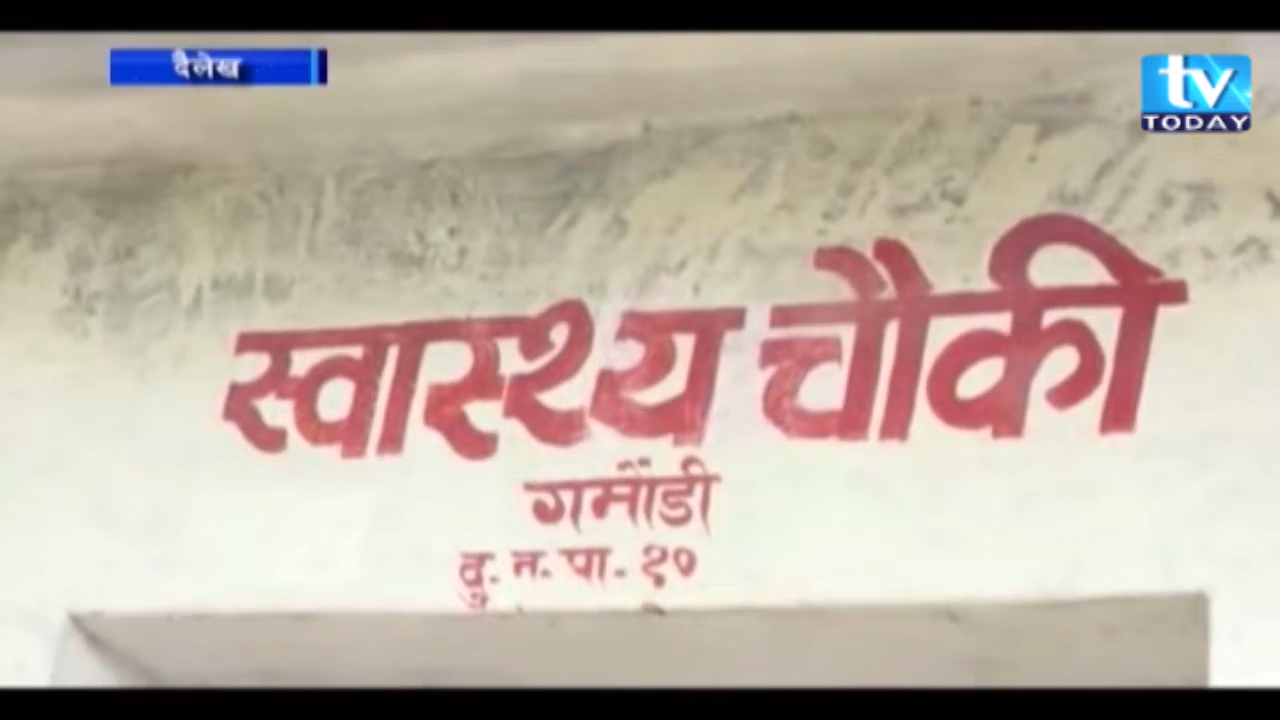 दैलेख
tv
TODAY
स्वास्थ्य चौकी
गमौडी
दु. न. पा. १०